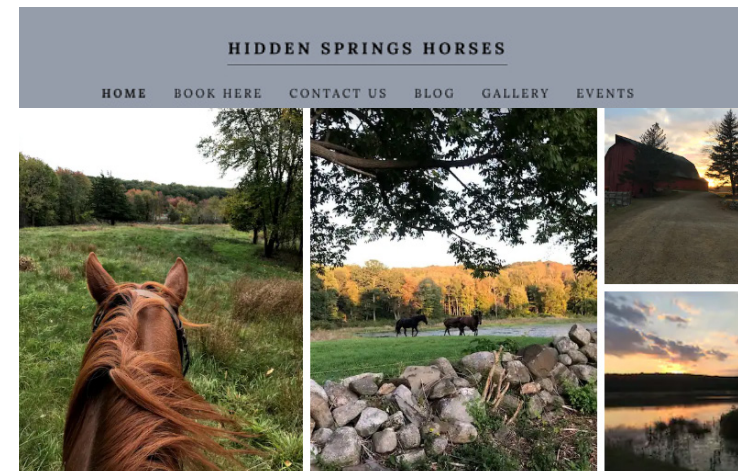 HIDDEN SPRINGS HORSES
HOME BOOK HERE CONTACT US BLOG GALLERY EVENTS